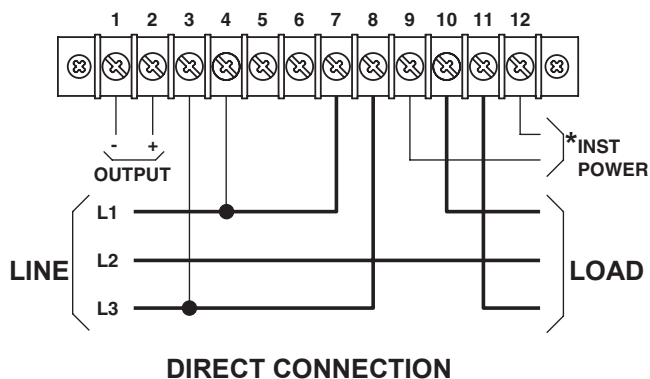 1 2 3 4 5 6 7 8 9 10 11 12
- +
OUTPUT
*INST
POWER
L1
LINE L2 LOAD
L3
DIRECT CONNECTION